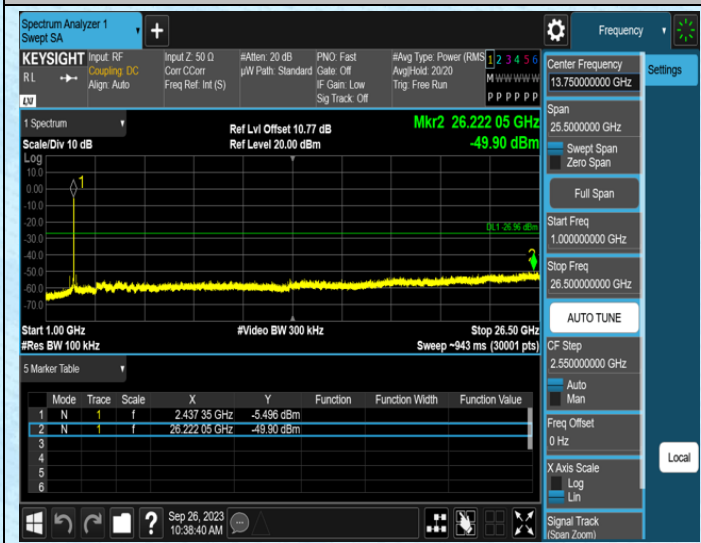 Spectrum Analyzer 1
Swept SA
+
Frequency
KEYSIGHT
RL
LXI
Input: RF
Coupling: DC
Align: Auto
Input Z: 50 Ω
Corr CCorr
Freq Ref: Int (S)
#Atten: 20 dB
µW Path: Standard
PNO: Fast
Gate: Off
IF Gain: Low
Sig Track: Off
#Avg Type: Power (RMS
Avg|Hold: 20/20
Trig: Free Run
1 2 3 4 5 6
M W W W W W
P P P P P P
1 Spectrum
Scale/Div 10 dB
Ref Lvl Offset 10.77 dB
Ref Level 20.00 dBm
Mkr2 26.222 05 GHz
-49.90 dBm
Log
10.0
0.00
-10.0
-20.0
-30.0
-40.0
-50.0
-60.0
-70.0
1
DL1 -26.96 dBm
2
Start 1.00 GHz
#Res BW 100 kHz
#Video BW 300 kHz
Stop 26.50 GHz
Sweep ~943 ms (30001 pts)
5 Marker Table
Mode Trace Scale X Y Function Function Width Function Value
1 N 1 f 2.437 35 GHz -5.496 dBm
2 N 1 f 26.222 05 GHz -49.90 dBm
3
4
5
6
?
Sep 26, 2023
10:38:40 AM
Center Frequency
13.750000000 GHz
Span
25.5000000 GHz
Swept Span
Zero Span
Full Span
Start Freq
1.000000000 GHz
Stop Freq
26.500000000 GHz
AUTO TUNE
CF Step
2.550000000 GHz
Auto
Man
Freq Offset
0 Hz
X Axis Scale
Log
Lin
Signal Track
(Span Zoom)
Settings
Local